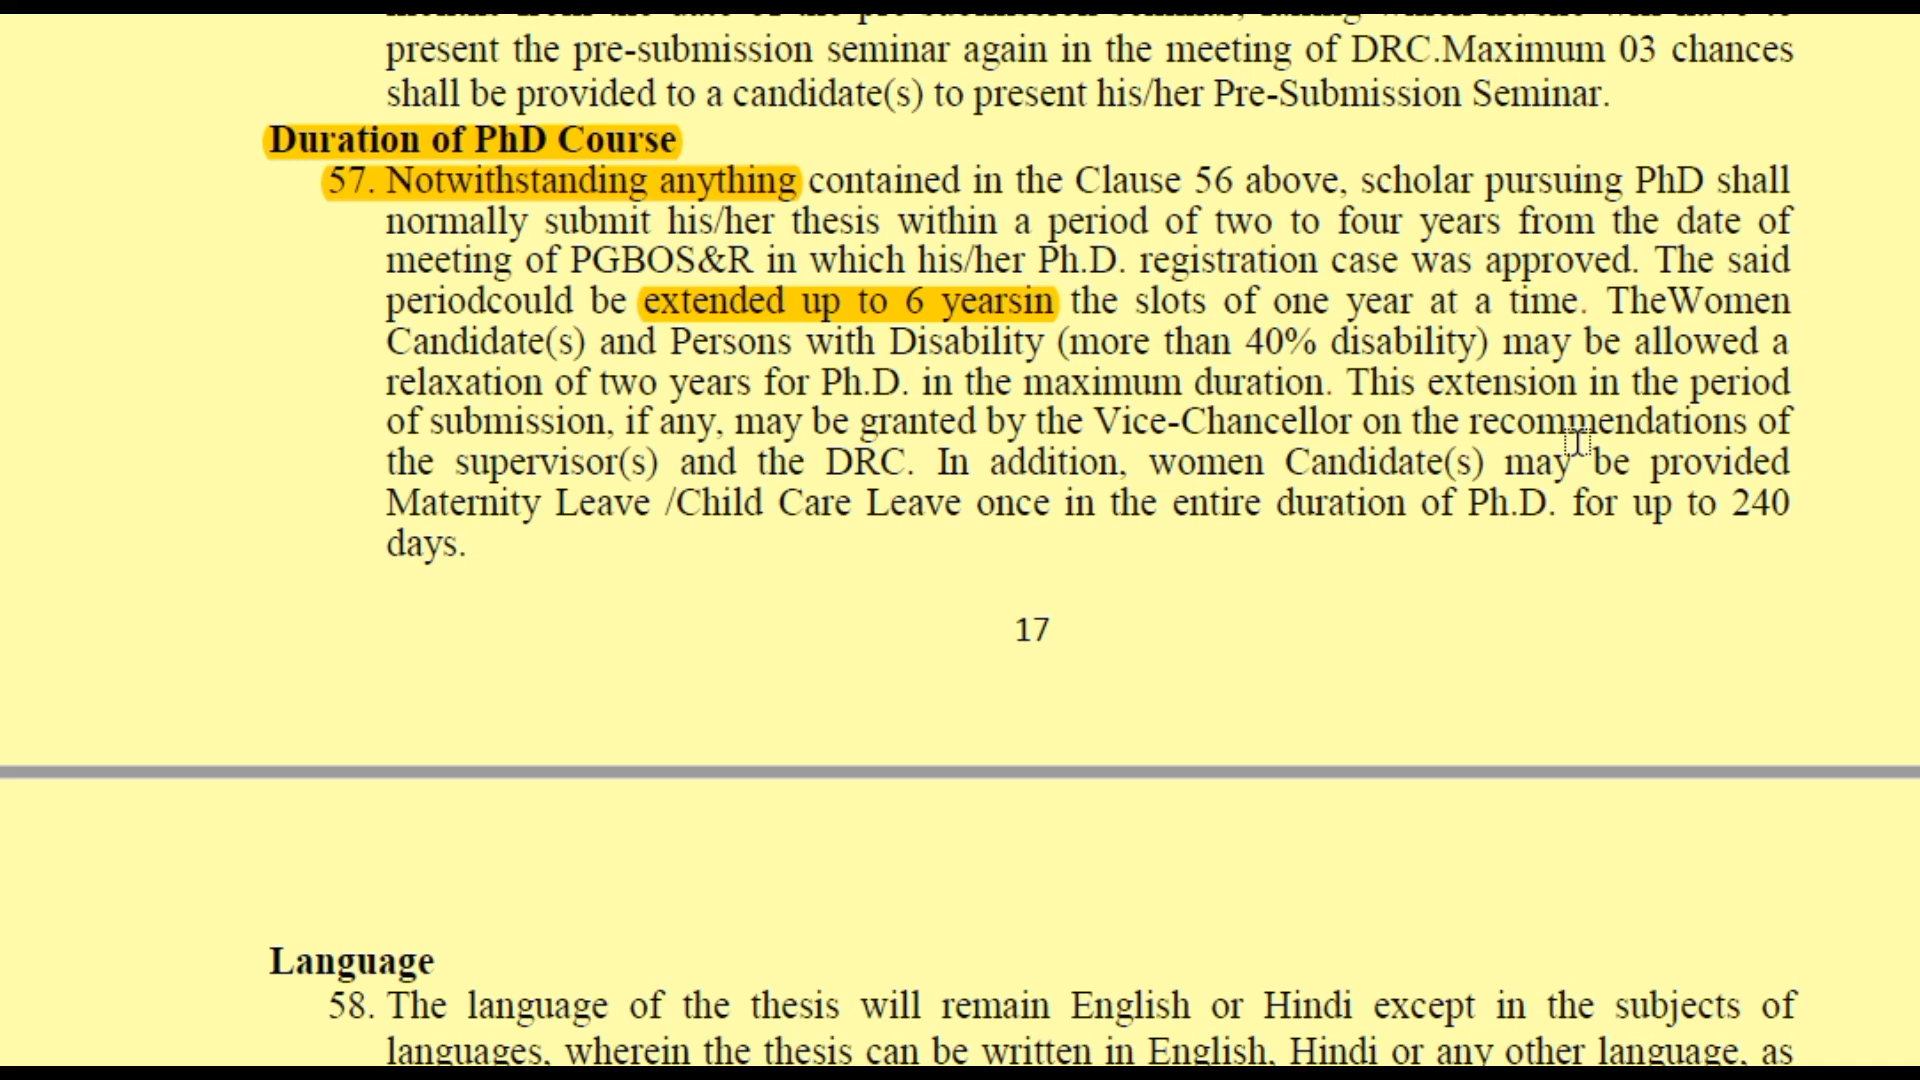 present the pre-submission seminar again in the meeting of DRC.Maximum 03 chances
shall be provided to a candidate(s) to present his/her Pre-Submission Seminar.
Duration of PhD Course
57. Notwithstanding anything contained in the Clause 56 above, scholar pursuing PhD shall
normally submit his/her thesis within a period of two to four years from the date of
meeting of PGBOS&R in which his/her Ph.D. registration case was approved. The said
periodcould be extended up to 6 yearsin the slots of one year at a time. TheWomen
Candidate(s) and Persons with Disability (more than 40% disability) may be allowed a
relaxation of two years for Ph.D. in the maximum duration. This extension in the period
of submission, if any, may be granted by the Vice-Chancellor on the recommendations of
the supervisor(s) and the DRC. In addition, women Candidate(s) may be provided
Maternity Leave /Child Care Leave once in the entire duration of Ph.D. for up to 240
days.
17
Language
58. The language of the thesis will remain English or Hindi except in the subjects of
languages, wherein the thesis can be written in English, Hindi or any other language, as